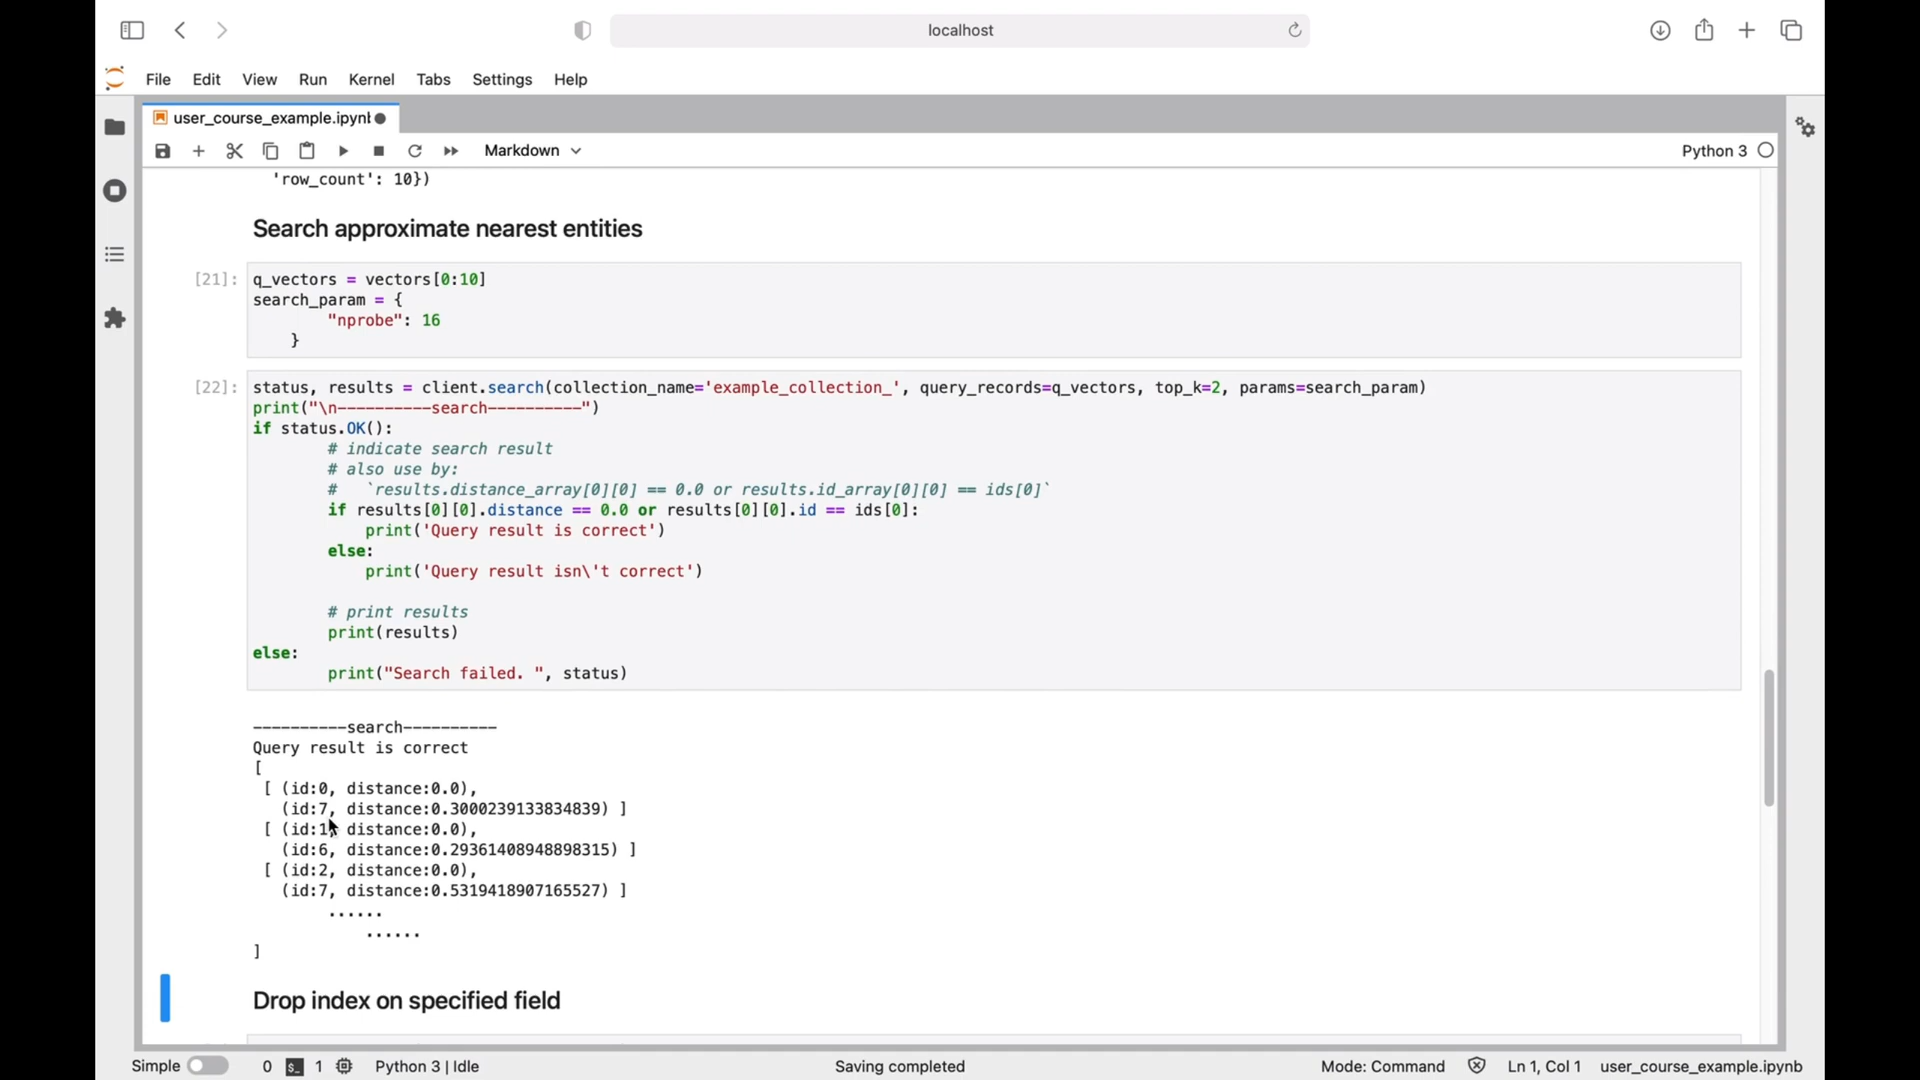 localhost
File Edit View Run Kernel Tabs Settings Help
user_course_example.ipynb
Markdown
Python 3
'row_count': 10})
Search approximate nearest entities
[21]:
q_vectors = vectors[0:10]
search_param = {
"nprobe": 16
}
[22]:
status, results = client.search(collection_name='example_collection_', query_records=q_vectors, top_k=2, params=search_param)
print("\n----------search----------")
if status.OK():
# indicate search result
# also use by:
#   `results.distance_array[0][0] == 0.0 or results.id_array[0][0] == ids[0]`
if results[0][0].distance == 0.0 or results[0][0].id == ids[0]:
print('Query result is correct')
else:
print('Query result isn\'t correct')
# print results
print(results)
else:
print("Search failed. ", status)
----------search----------
Query result is correct
[
[ (id:0, distance:0.0),
(id:7, distance:0.3000239133834839) ]
[ (id:1, distance:0.0),
(id:6, distance:0.29361408948898315) ]
[ (id:2, distance:0.0),
(id:7, distance:0.5319418907165527) ]
......
......
]
Drop index on specified field
Simple 0 $_ 1 Python 3 | Idle Saving completed Mode: Command Ln 1, Col 1 user_course_example.ipynb